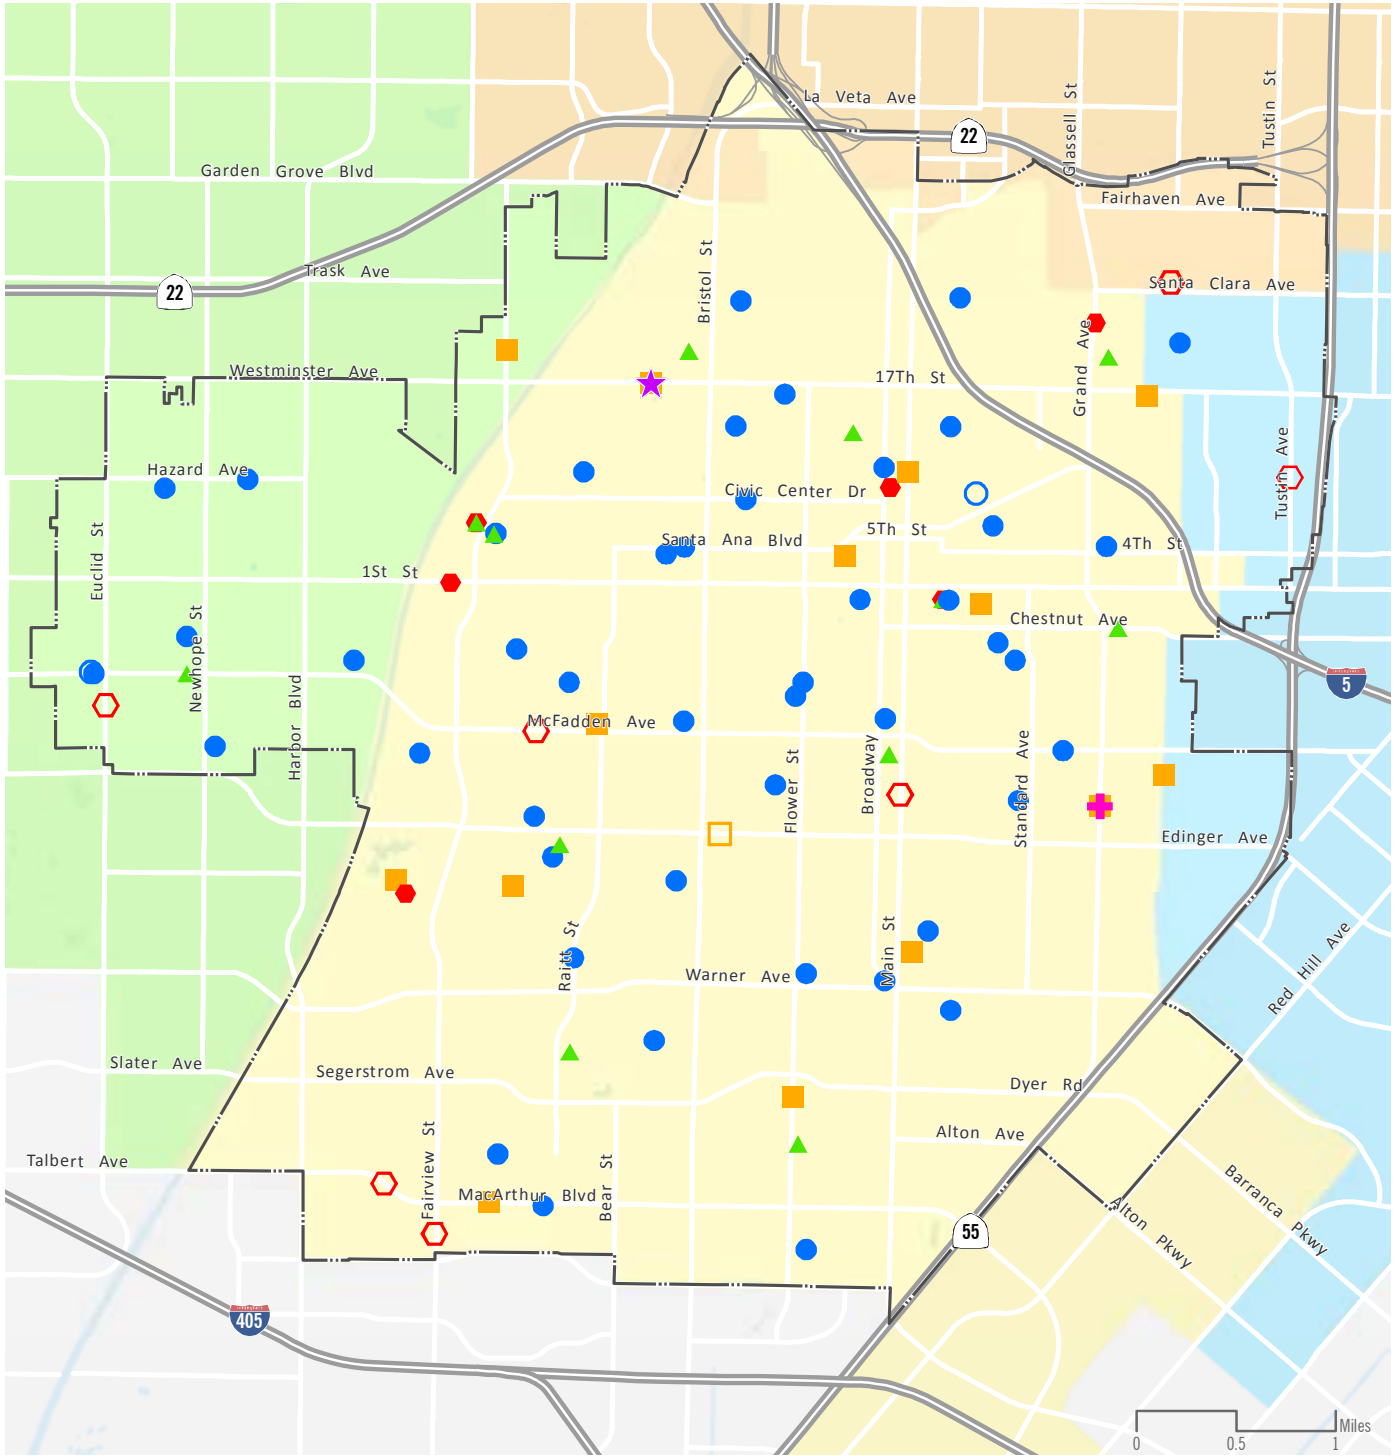 La Veta Ave
22
Glassell St
Tustin St
Garden Grove Blvd
Fairhaven Ave
Trask Ave
Bristol St
Santa Clara Ave
22
Grand Ave
Westminster Ave
17Th St
Hazard Ave
Civic Center Dr
Tustin Ave
Euclid St
Santa Ana Blvd
5Th St
4Th St
1St St
Chestnut Ave
Newhope St
5
Harbor Blvd
McFadden Ave
Broadway
Flower St
Standard Ave
Edinger Ave
Raitt St
Main St
Warner Ave
Red Hill Ave
Slater Ave
Segerstrom Ave
Dyer Rd
Alton Ave
Talbert Ave
Fairview St
MacArthur Blvd
Bear St
Barranca Pkwy
Alton Pkwy
55
405
Miles
0 0.5 1